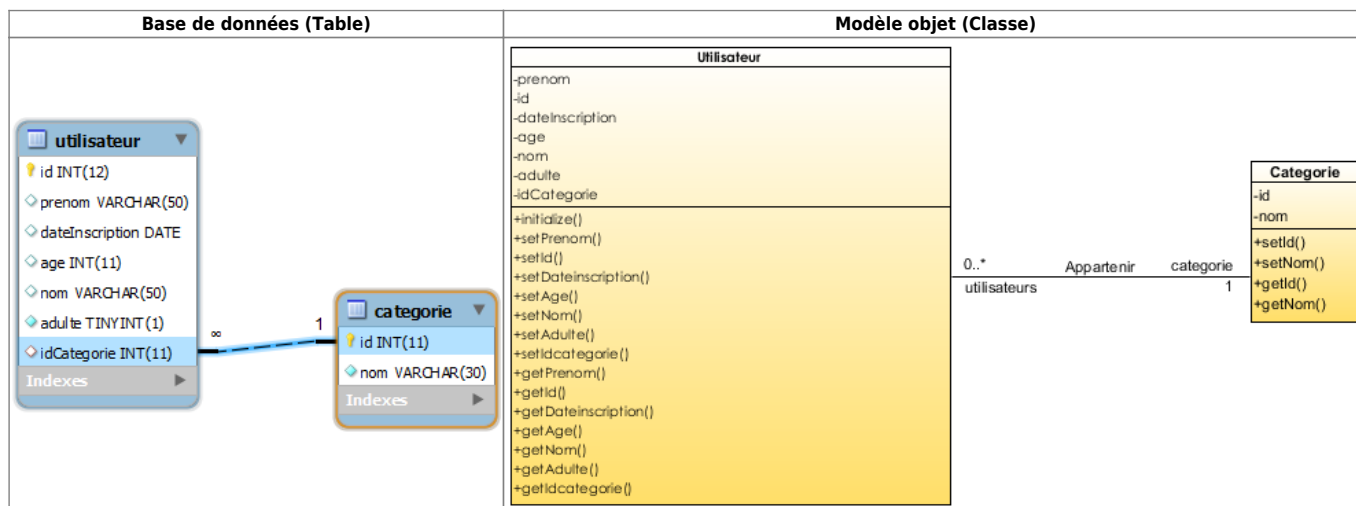 Base de données (Table)
Modèle objet (Classe)
utilisateur
id INT(12)
prenom VARCHAR(50)
dateInscription DATE
age INT(11)
nom VARCHAR(50)
adulte TINYINT(1)
idCategorie INT(11)
Indexes
∞
1
categorie
id INT(11)
nom VARCHAR(30)
Indexes
Utilisateur
-prenom
-id
-dateInscription
-age
-nom
-adulte
-idCategorie
+initialize()
+setPrenom()
+setId()
+setDateinscription()
+setAge()
+setNom()
+setAdulte()
+setIdcategorie()
+getPrenom()
+getId()
+getDateinscription()
+getAge()
+getNom()
+getAdulte()
+getIdcategorie()
0..* Appartenir categorie
utilisateurs 1
Categorie
-id
-nom
+setId()
+setNom()
+getId()
+getNom()